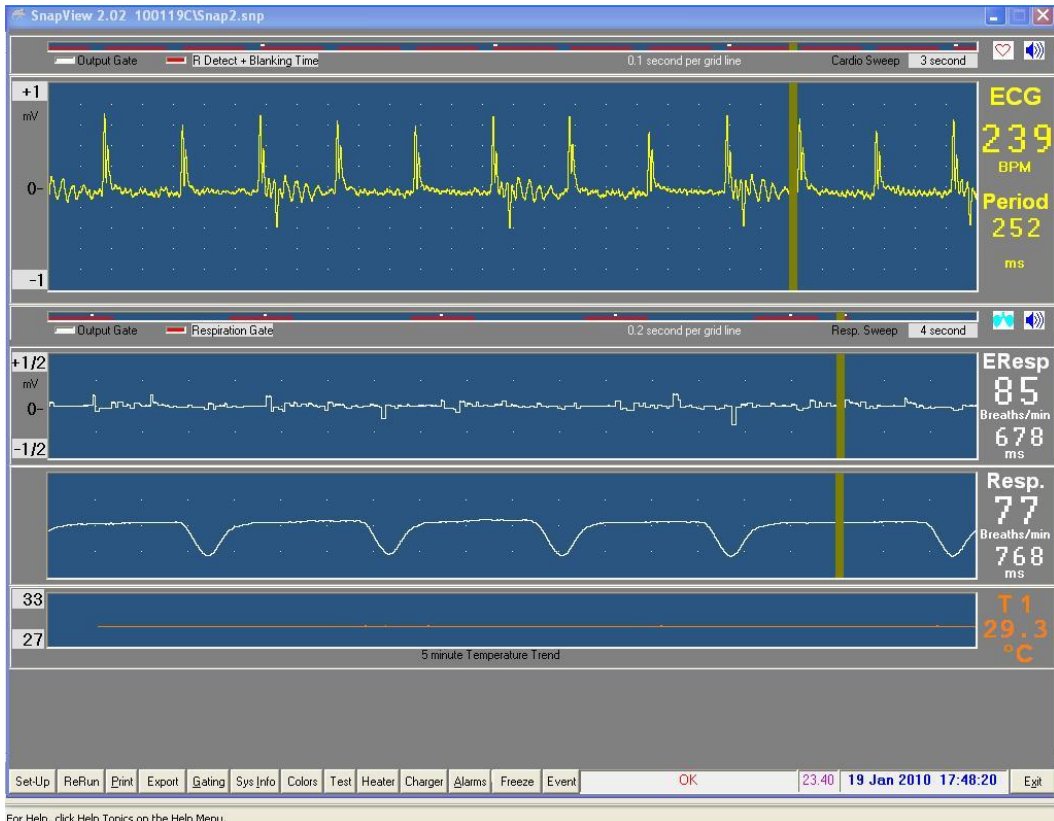 SnapView 2.02 100119C\Snap2.snp
Output Gate R Detect + Blanking Time 0.1 second per grid line Cardio Sweep 3 second
+1
mV
0-
-1
ECG
239
BPM
Period
252
ms
Output Gate Respiration Gate 0.2 second per grid line Resp. Sweep 4 second
+1/2
mV
0-
-1/2
EResp
85
Breaths/min
678
ms
Resp.
77
Breaths/min
768
ms
33
27
T1
29.3
°C
5 minute Temperature Trend
Set-Up ReRun Print Export Gating Sys Info Colors Test Heater Charger Alarms Freeze Event OK 23.40 19 Jan 2010 17:48:20 Exit
For Help, click Help Topics on the Help Menu.